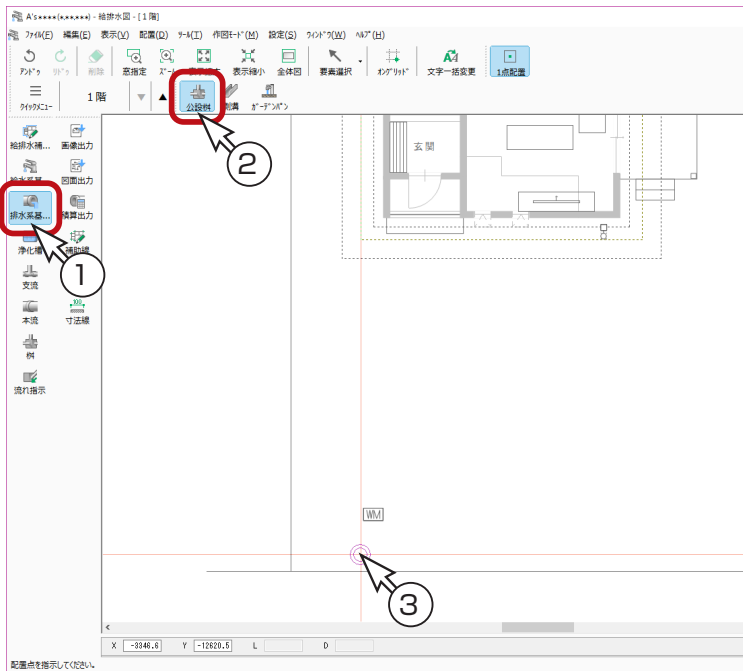 A's****(*,**,***) - 給排水図 - [1 階]
ﾌｧｲﾙ(F) 編集(E) 表示(V) 配置(D) ﾂｰﾙ(T) 作図ﾓｰﾄﾞ(M) 設定(S) ｳｨﾝﾄﾞｳ(W) ﾍﾙﾌﾟ(H)
ｱﾝﾄﾞｩ ﾘﾄﾞｩ 削除 窓指定 ｽﾞｰﾑ 表示縮小 全体図 要素選択 ｵﾝｸﾞﾘｯﾄﾞ 文字一括変更 1点配置
ｸｲｯｸﾒﾆｭｰ 1 階 ▼ ▲ 公設桝 側溝 ｶﾞｰﾃﾞﾝﾊﾟﾝ
2
給排水補... 画像出力
給水系基... 図面出力
排水系基... 積算出力
浄化槽 補助線
1
支流
本流 寸法線
桝
流れ指示
玄関
WM
3
X -3346.6 Y -12620.5 L D
配置点を指示してください。